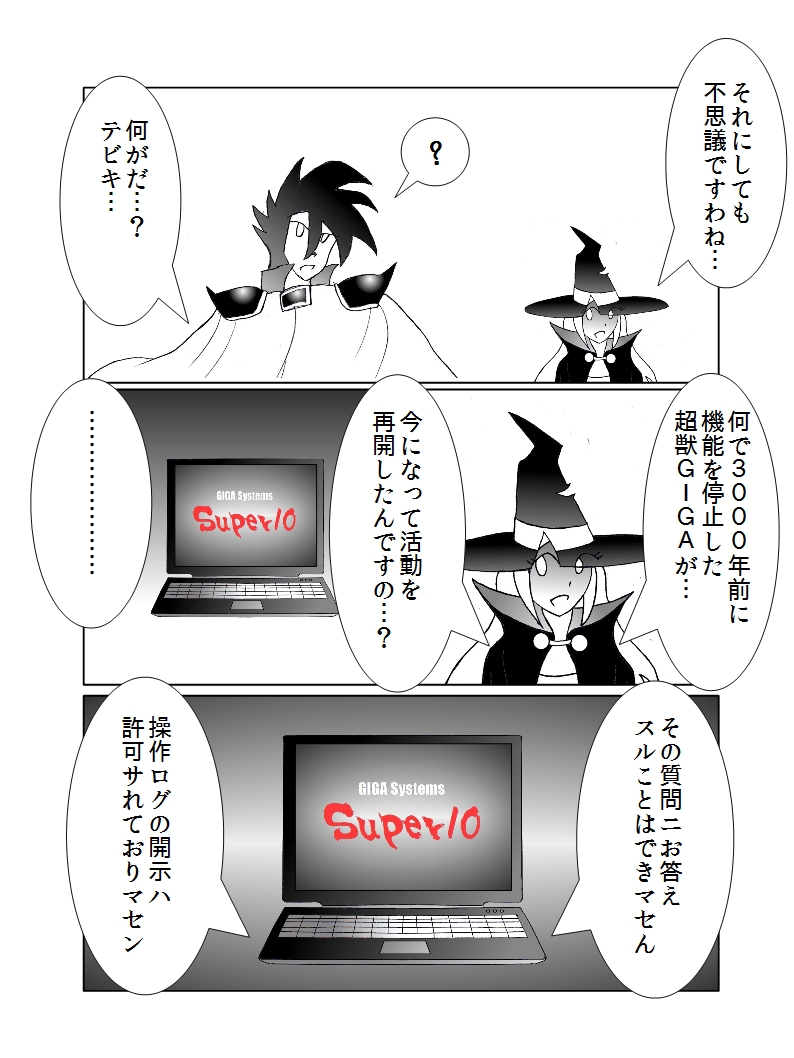 それにしても
不思議ですわね…
？
何がだ…？
テビキ…
何で３０００年前に
機能を停止した
超獣ＧＩＧＡが…
今になって活動を
再開したんですの…？
GIGA Systems
Super10
………………
その質問ニお答え
スルことはできマせん
GIGA Systems
Super10
操作ログの開示ハ
許可サれておりマセン